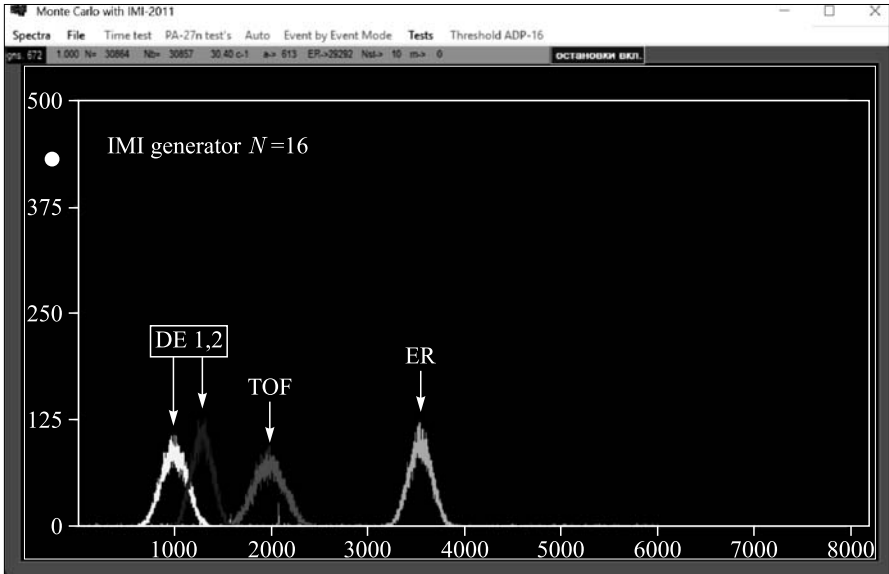 Monte Carlo with IMI-2011
Spectra File Time test PA-27n test's Auto Event by Event Mode Tests Threshold ADP-16
672 1.000 N= 30864 Nb= 30857 30.40 c-1 a-> 613 ER->29292 Nst-> 10 m-> 0 остановки вкл.
500
IMI generator N=16
375
250
DE 1,2
ER
TOF
125
0
1000 2000 3000 4000 5000 6000 7000 8000